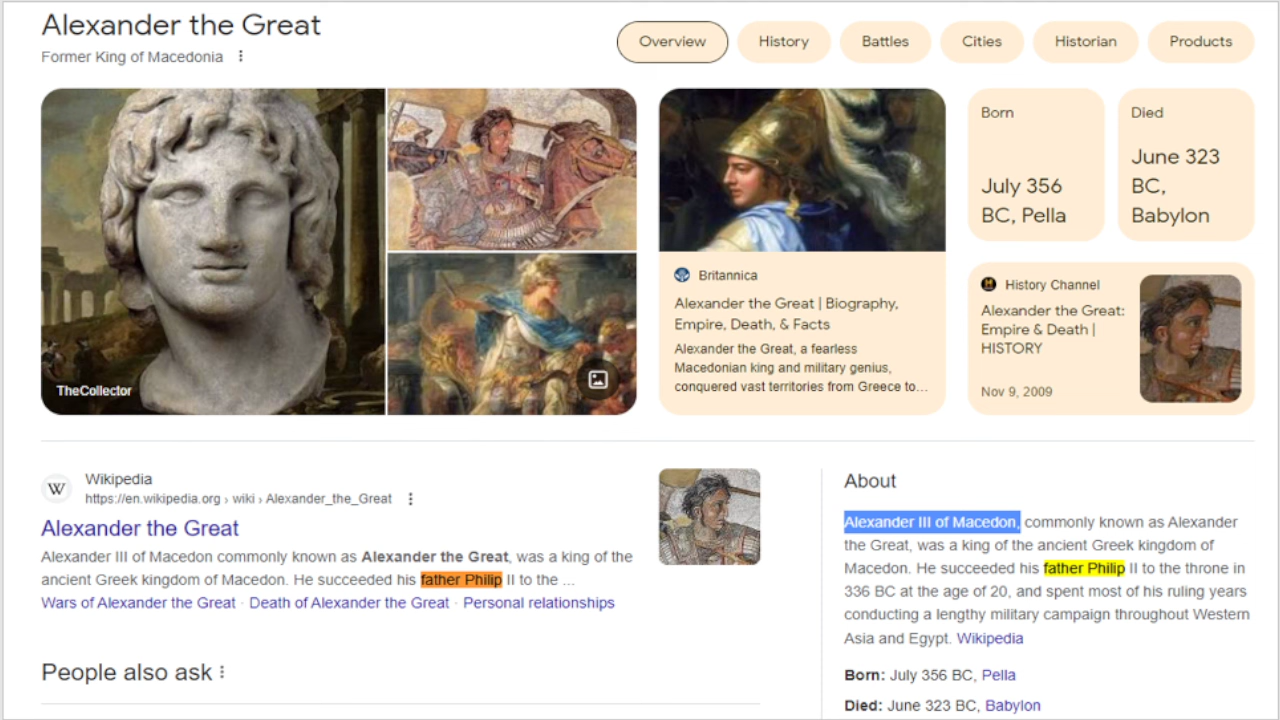 Alexander the Great
Former King of Macedonia
Overview
History
Battles
Cities
Historian
Products
TheCollector
Britannica
Alexander the Great | Biography,
Empire, Death, & Facts
Alexander the Great, a fearless
Macedonian king and military genius,
conquered vast territories from Greece to...
Born
July 356
BC, Pella
Died
June 323
BC,
Babylon
History Channel
Alexander the Great:
Empire & Death |
HISTORY
Nov 9, 2009
W
Wikipedia
https://en.wikipedia.org › wiki › Alexander_the_Great
Alexander the Great
Alexander III of Macedon commonly known as Alexander the Great, was a king of the
ancient Greek kingdom of Macedon. He succeeded his father Philip II to the ...
Wars of Alexander the Great · Death of Alexander the Great · Personal relationships
People also ask
About
Alexander III of Macedon, commonly known as Alexander
the Great, was a king of the ancient Greek kingdom of
Macedon. He succeeded his father Philip II to the throne in
336 BC at the age of 20, and spent most of his ruling years
conducting a lengthy military campaign throughout Western
Asia and Egypt. Wikipedia
Born: July 356 BC, Pella
Died: June 323 BC, Babylon